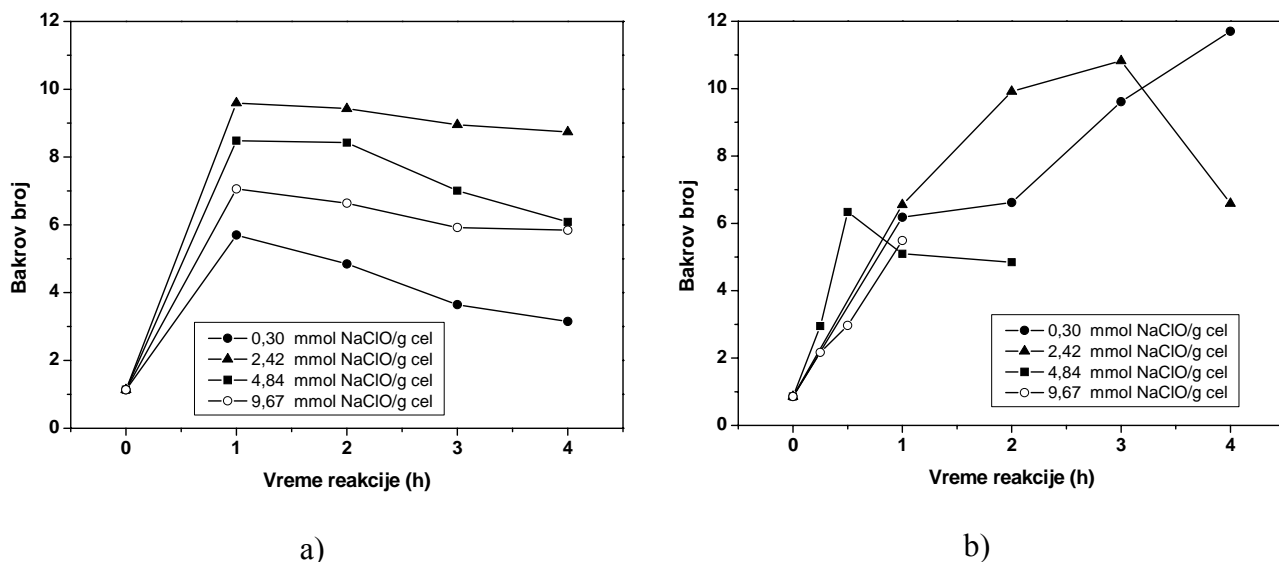 12
10
8
6
4
2
0
Bakrov broj
0,30 mmol NaClO/g cel
2,42 mmol NaClO/g cel
4,84 mmol NaClO/g cel
9,67 mmol NaClO/g cel
0 1 2 3 4
Vreme reakcije (h)
a)
12
10
8
6
4
2
0
Bakrov broj
0,30 mmol NaClO/g cel
2,42 mmol NaClO/g cel
4,84 mmol NaClO/g cel
9,67 mmol NaClO/g cel
0 1 2 3 4
Vreme reakcije (h)
b)